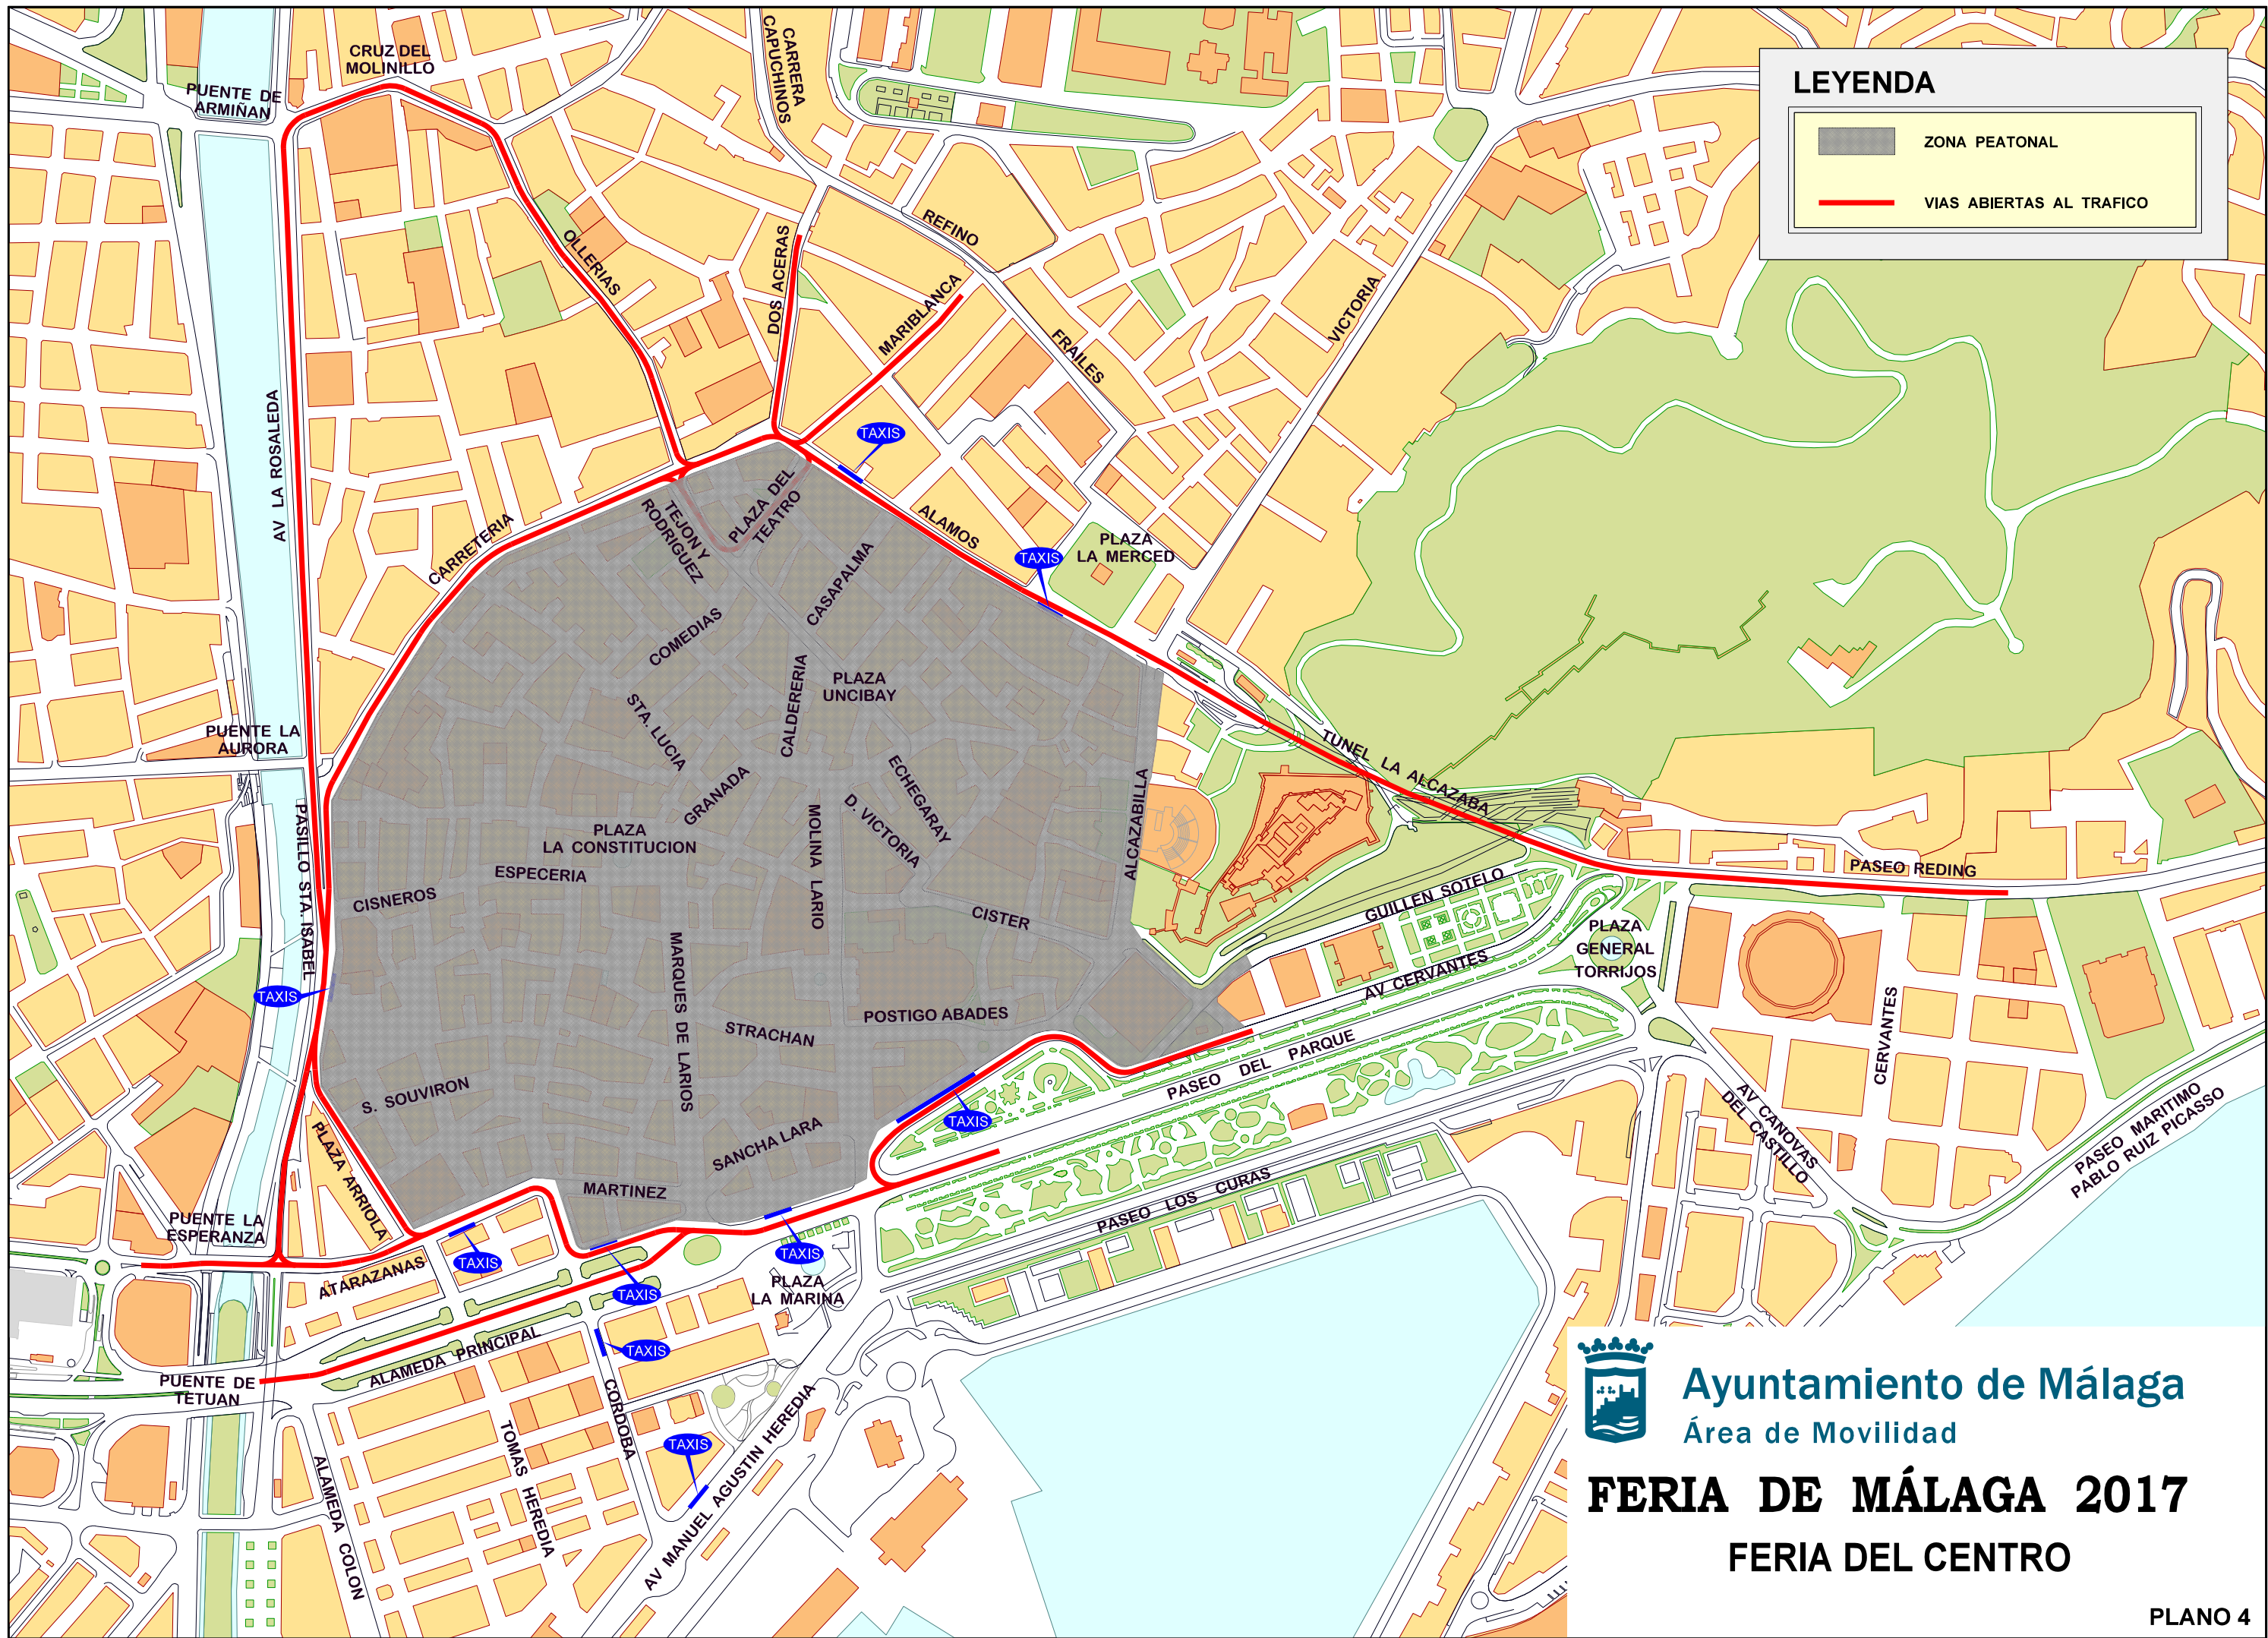 CRUZ DEL
MOLINILLO
PUENTE DE
ARMIÑAN
CARRERA
CAPUCHINOS
LEYENDA
ZONA PEATONAL
VIAS ABIERTAS AL TRAFICO
REFINO
OLLERIAS
DOS ACERAS
MARIBLANCA
FRAILES
VICTORIA
AV LA ROSALEDA
TAXIS
CARRETERIA
TEJON Y
RODRIGUEZ
PLAZA DEL
TEATRO
ALAMOS
TAXIS
PLAZA
LA MERCED
CASAPALMA
COMEDIAS
PLAZA
UNCIBAY
CALDERERIA
STA. LUCIA
PUENTE LA
AURORA
TUNEL LA ALCAZABA
GRANADA
ECHEGARAY
D. VICTORIA
ALCAZABILLA
MOLINA LARIO
PLAZA
LA CONSTITUCION
ESPECERIA
CISNEROS
PASILLO STA. ISABEL
PASEO REDING
GUILLEN SOTELO
CISTER
PLAZA
GENERAL
TORRIJOS
AV CERVANTES
MARQUES DE LARIOS
TAXIS
STRACHAN
POSTIGO ABADES
PASEO DEL PARQUE
CERVANTES
S. SOUVIRON
TAXIS
AV CANOVAS
DEL CASTILLO
PASEO MARITIMO
PABLO RUIZ PICASSO
SANCHA LARA
PLAZA ARRIOLA
MARTINEZ
PASEO LOS CURAS
PUENTE LA
ESPERANZA
ATARAZANAS
TAXIS
TAXIS
TAXIS
PLAZA
LA MARINA
TAXIS
ALAMEDA PRINCIPAL
PUENTE DE
TETUAN
CORDOBA
TOMAS HEREDIA
TAXIS
AV MANUEL AGUSTIN HEREDIA
ALAMEDA COLON
Ayuntamiento de Málaga
Área de Movilidad
FERIA DE MÁLAGA 2017
FERIA DEL CENTRO
PLANO 4